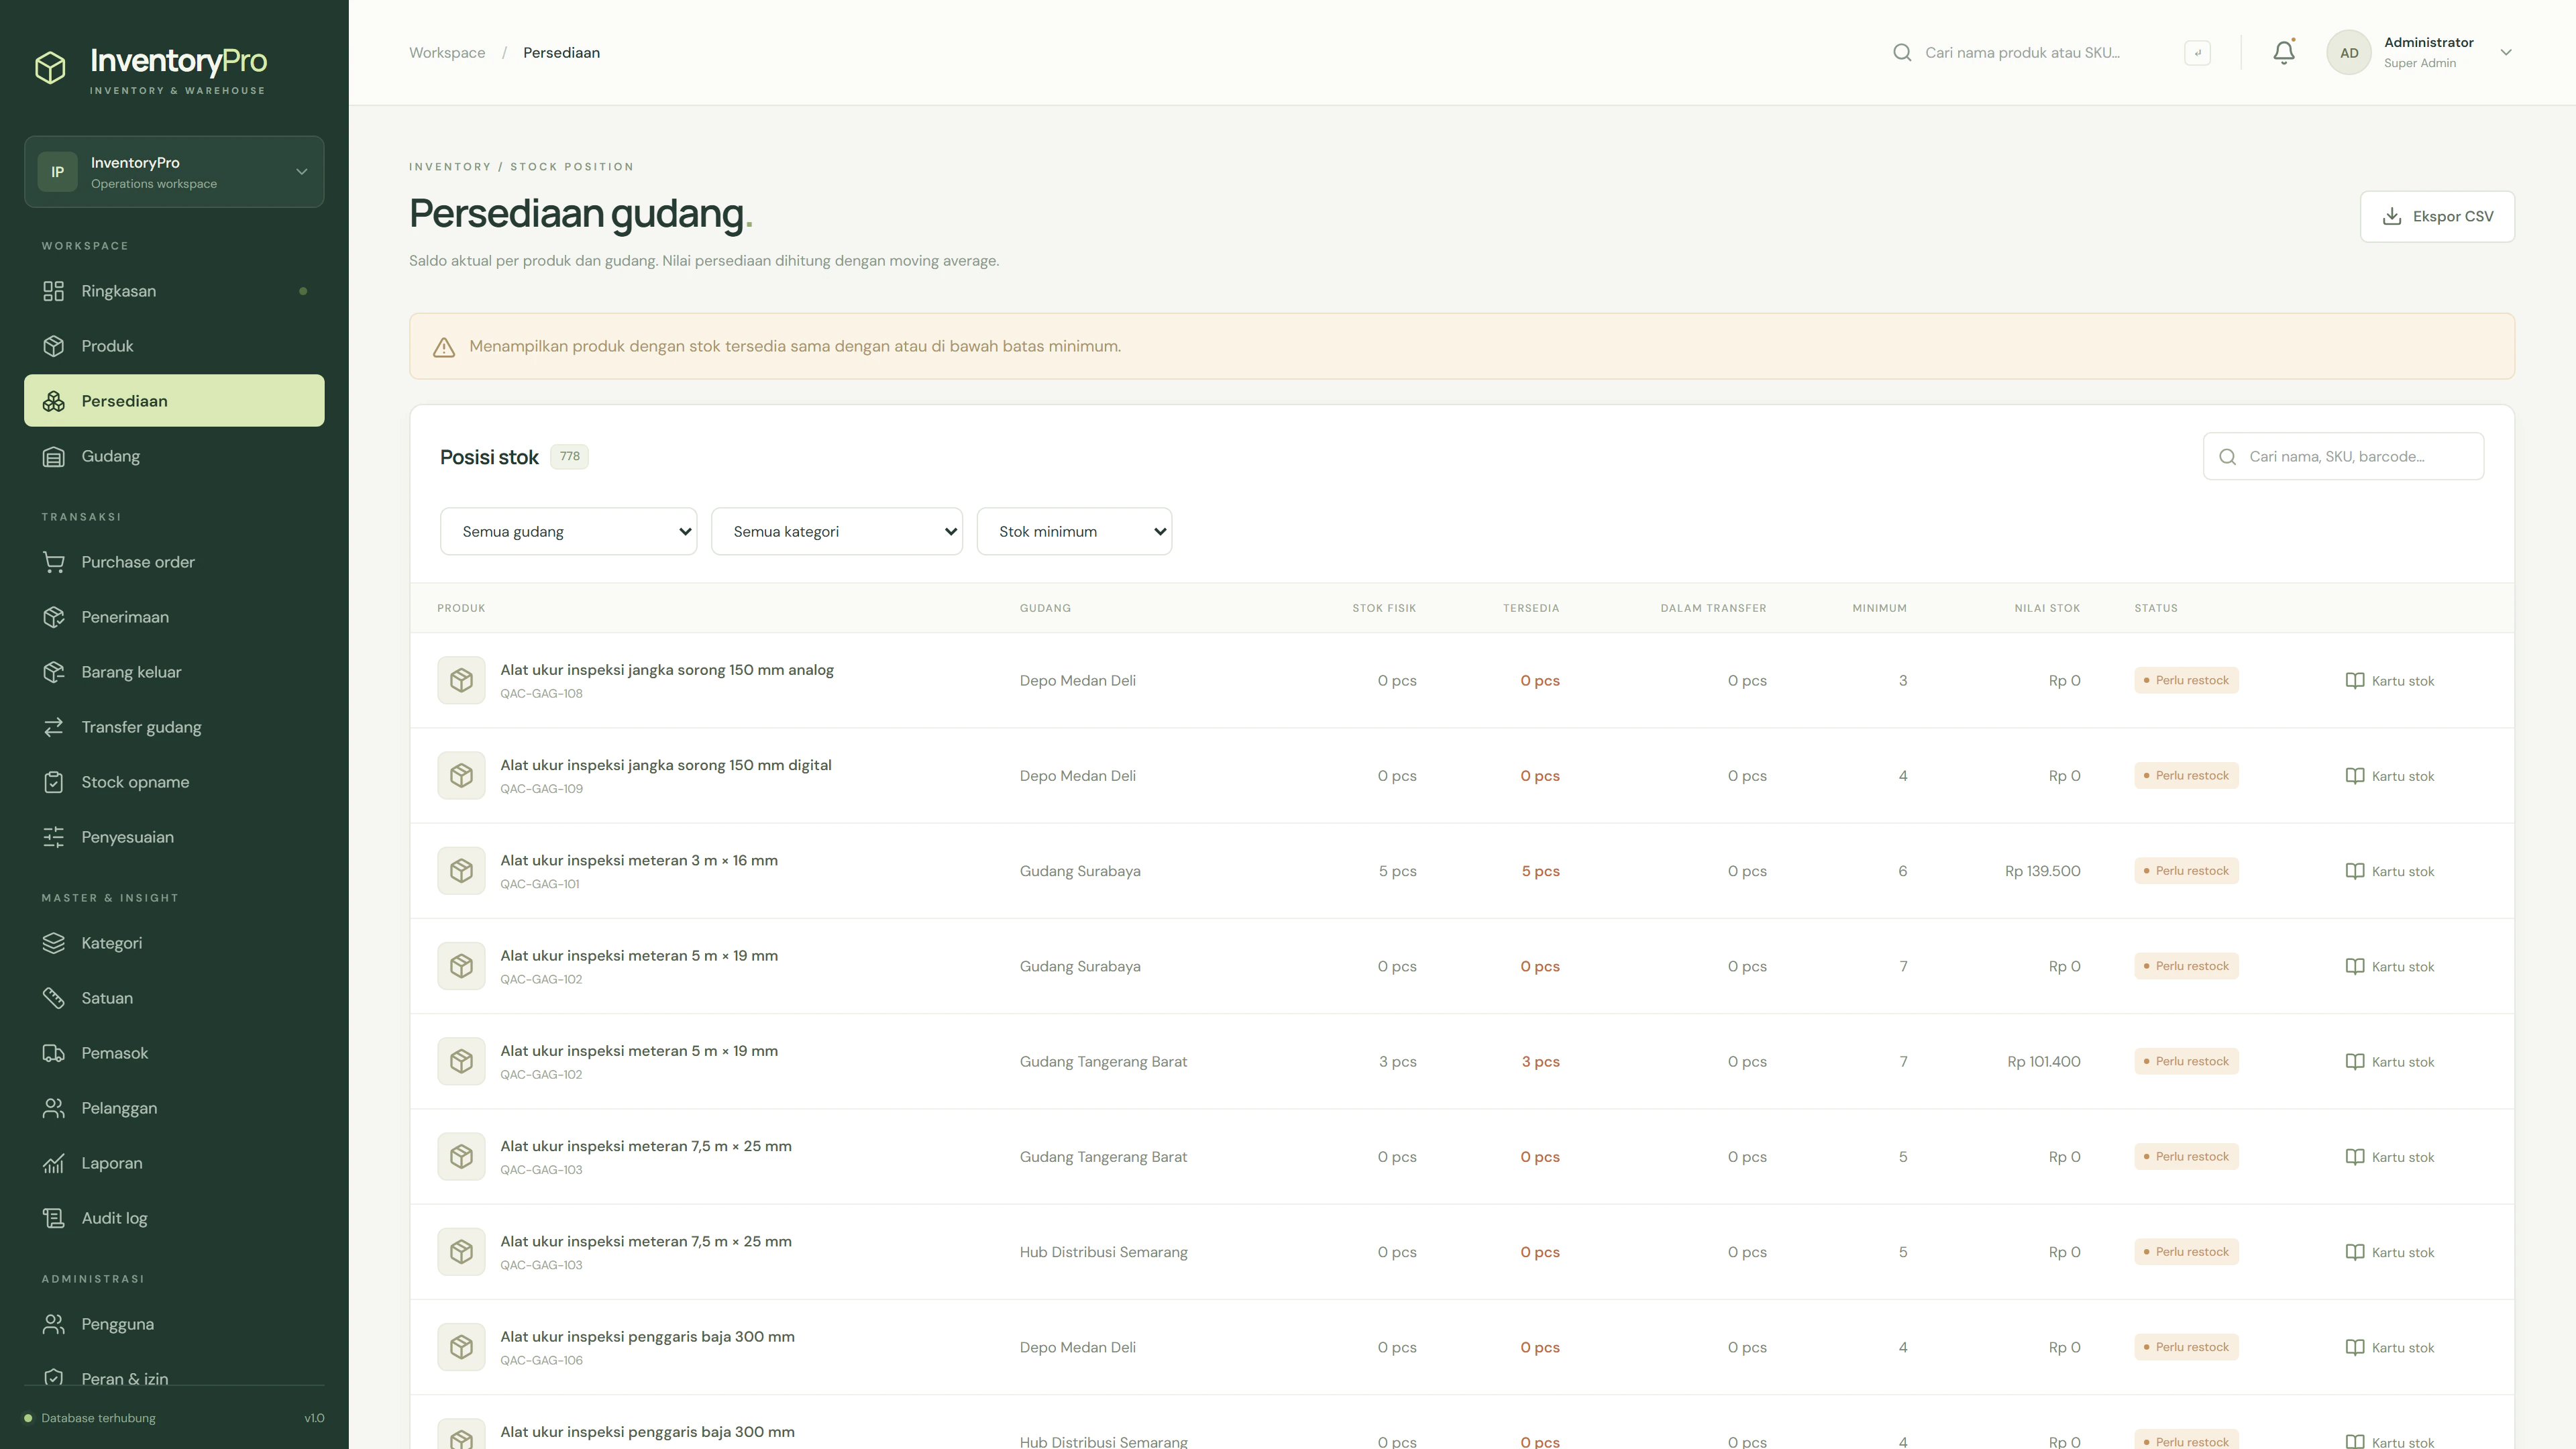 InventoryPro
INVENTORY & WAREHOUSE
IP
InventoryPro
Operations workspace
WORKSPACE
Ringkasan
Produk
Persediaan
Gudang
TRANSAKSI
Purchase order
Penerimaan
Barang keluar
Transfer gudang
Stock opname
Penyesuaian
MASTER & INSIGHT
Kategori
Satuan
Pemasok
Pelanggan
Laporan
Audit log
ADMINISTRASI
Pengguna
Peran & izin
Database terhubung v1.0
Workspace / Persediaan
Cari nama produk atau SKU...
AD
Administrator
Super Admin
INVENTORY / STOCK POSITION
Persediaan gudang.
Saldo aktual per produk dan gudang. Nilai persediaan dihitung dengan moving average.
Ekspor CSV
Menampilkan produk dengan stok tersedia sama dengan atau di bawah batas minimum.
Posisi stok 778
Cari nama, SKU, barcode...
Semua gudang Semua kategori Stok minimum
PRODUK GUDANG STOK FISIK TERSEDIA DALAM TRANSFER MINIMUM NILAI STOK STATUS
Alat ukur inspeksi jangka sorong 150 mm analog
QAC-GAG-108
Depo Medan Deli 0 pcs 0 pcs 0 pcs 3 Rp 0 Perlu restock Kartu stok
Alat ukur inspeksi jangka sorong 150 mm digital
QAC-GAG-109
Depo Medan Deli 0 pcs 0 pcs 0 pcs 4 Rp 0 Perlu restock Kartu stok
Alat ukur inspeksi meteran 3 m × 16 mm
QAC-GAG-101
Gudang Surabaya 5 pcs 5 pcs 0 pcs 6 Rp 139.500 Perlu restock Kartu stok
Alat ukur inspeksi meteran 5 m × 19 mm
QAC-GAG-102
Gudang Surabaya 0 pcs 0 pcs 0 pcs 7 Rp 0 Perlu restock Kartu stok
Alat ukur inspeksi meteran 5 m × 19 mm
QAC-GAG-102
Gudang Tangerang Barat 3 pcs 3 pcs 0 pcs 7 Rp 101.400 Perlu restock Kartu stok
Alat ukur inspeksi meteran 7,5 m × 25 mm
QAC-GAG-103
Gudang Tangerang Barat 0 pcs 0 pcs 0 pcs 5 Rp 0 Perlu restock Kartu stok
Alat ukur inspeksi meteran 7,5 m × 25 mm
QAC-GAG-103
Hub Distribusi Semarang 0 pcs 0 pcs 0 pcs 5 Rp 0 Perlu restock Kartu stok
Alat ukur inspeksi penggaris baja 300 mm
QAC-GAG-106
Depo Medan Deli 0 pcs 0 pcs 0 pcs 4 Rp 0 Perlu restock Kartu stok
Alat ukur inspeksi penggaris baja 300 mm
Hub Distribusi Semarang 0 pcs 0 pcs 0 pcs 4 Rp 0 Perlu restock Kartu stok